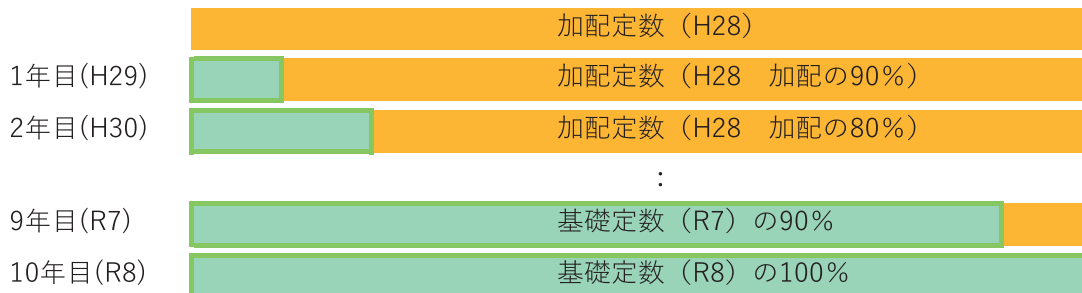 加配定数（H28）
1年目(H29) 加配定数（H28　加配の90％）
2年目(H30) 加配定数（H28　加配の80％）
：
9年目(R7) 基礎定数（R7）の90％
10年目(R8) 基礎定数（R8）の100％